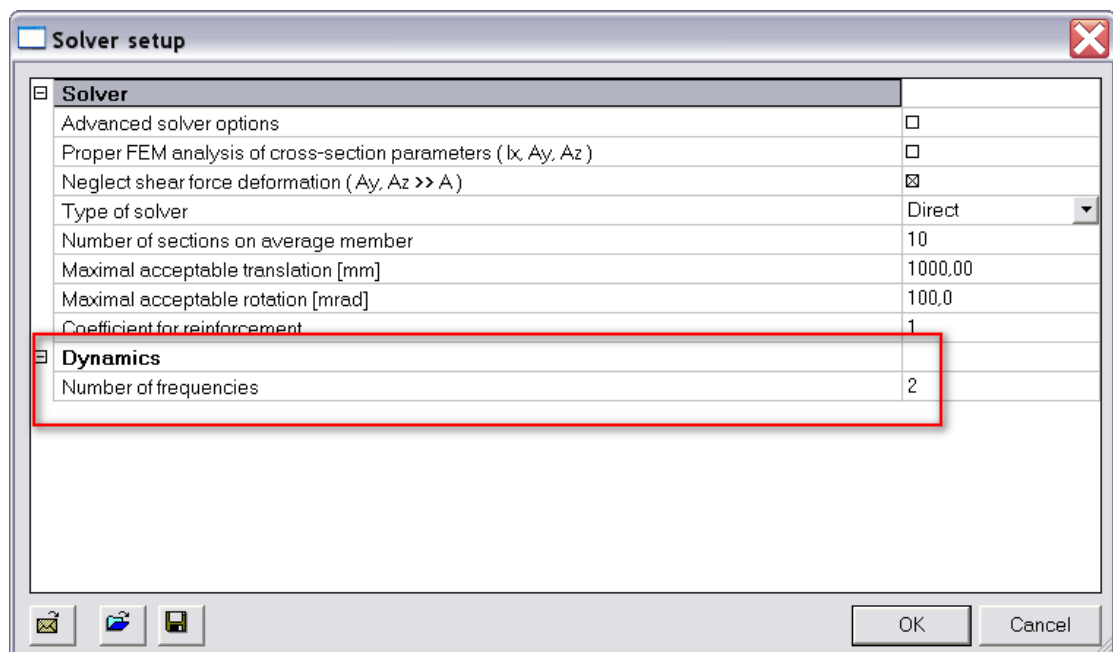 Solver setup
Solver
Advanced solver options
Proper FEM analysis of cross-section parameters ( Ix, Ay, Az )
Neglect shear force deformation ( Ay, Az >> A )
Type of solver Direct
Number of sections on average member 10
Maximal acceptable translation [mm] 1000,00
Maximal acceptable rotation [mrad] 100,0
Coefficient for reinforcement 1
Dynamics
Number of frequencies 2
OK Cancel